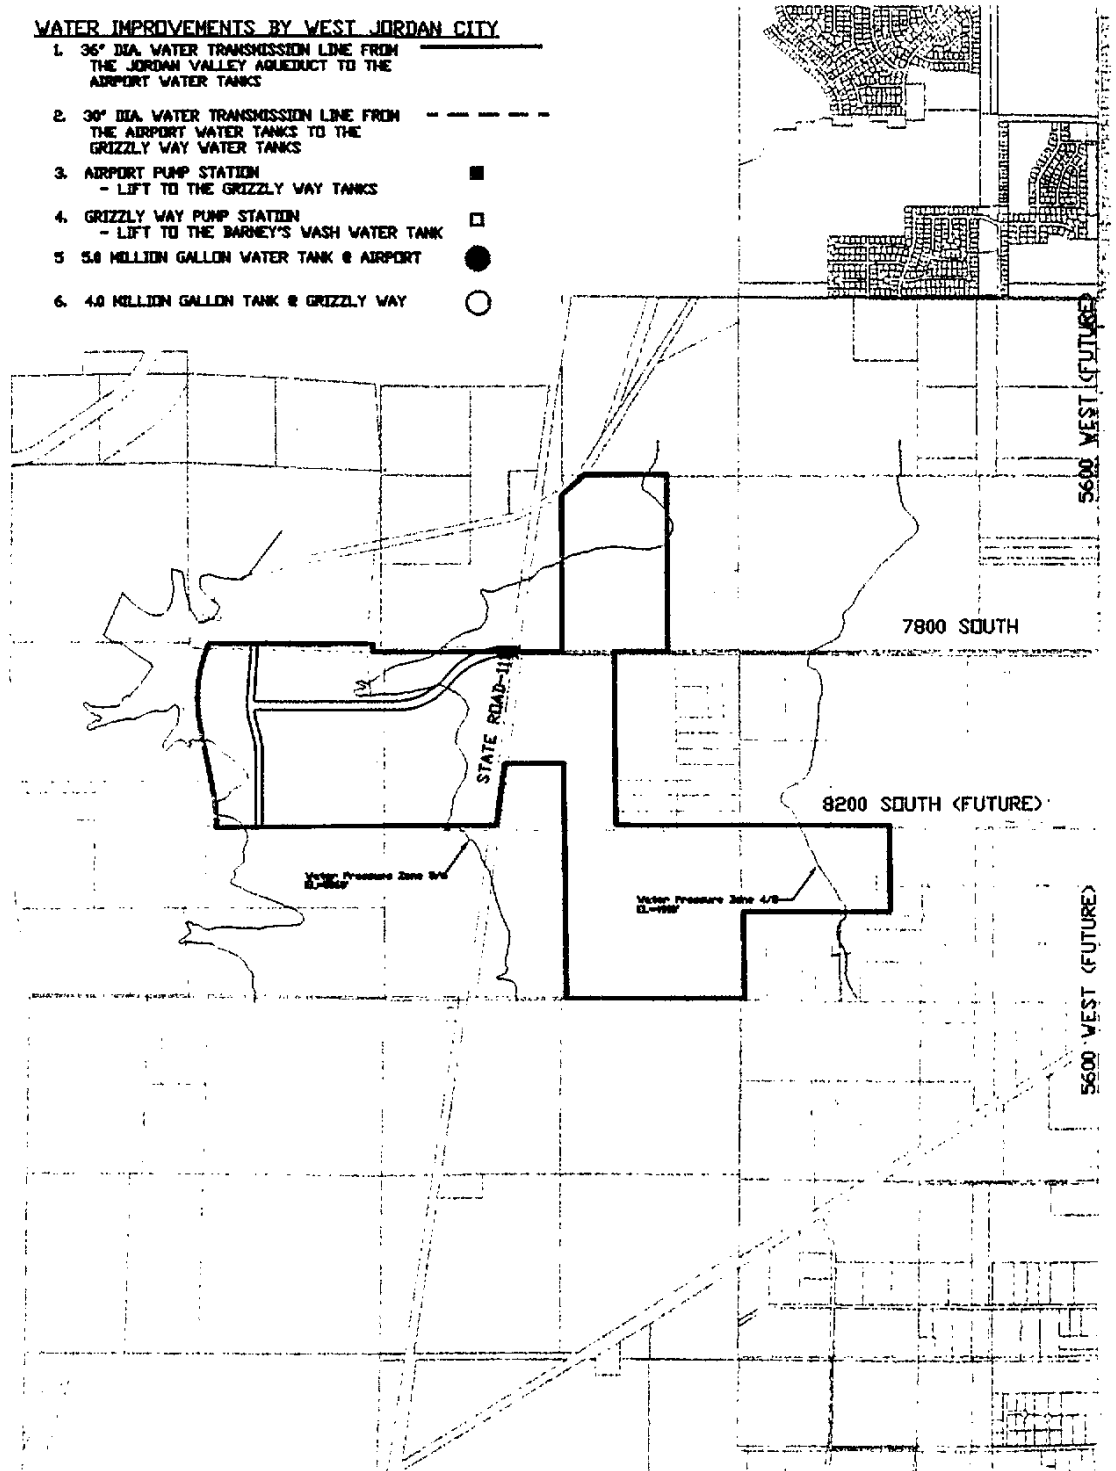 WATER IMPROVEMENTS BY WEST JORDAN CITY
1. 36" DIA. WATER TRANSMISSION LINE FROM
THE JORDAN VALLEY AQUEDUCT TO THE
AIRPORT WATER TANKS
2. 30" DIA. WATER TRANSMISSION LINE FROM
THE AIRPORT WATER TANKS TO THE
GRIZZLY WAY WATER TANKS
3. AIRPORT PUMP STATION
- LIFT TO THE GRIZZLY WAY TANKS
4. GRIZZLY WAY PUMP STATION
- LIFT TO THE BARNEY'S WASH WATER TANK
5 5.0 MILLION GALLON WATER TANK @ AIRPORT
6. 4.0 MILLION GALLON TANK @ GRIZZLY WAY
5600 WEST (FUTURE)
7800 SOUTH
STATE ROAD-11
8200 SOUTH (FUTURE)
Water Pressure Zone
Water Pressure Zone 4/5
5600 WEST (FUTURE)